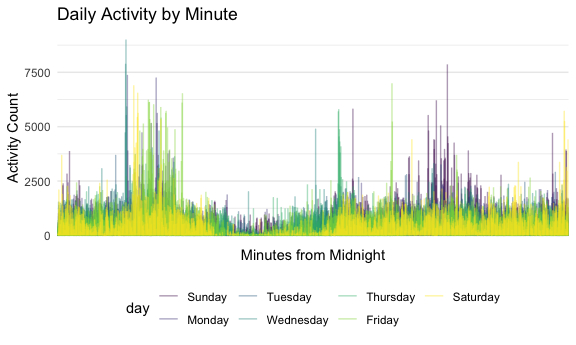 Daily Activity by Minute
7500
5000
2500
0
Activity Count
Minutes from Midnight
day
Sunday Tuesday Thursday Saturday
Monday Wednesday Friday